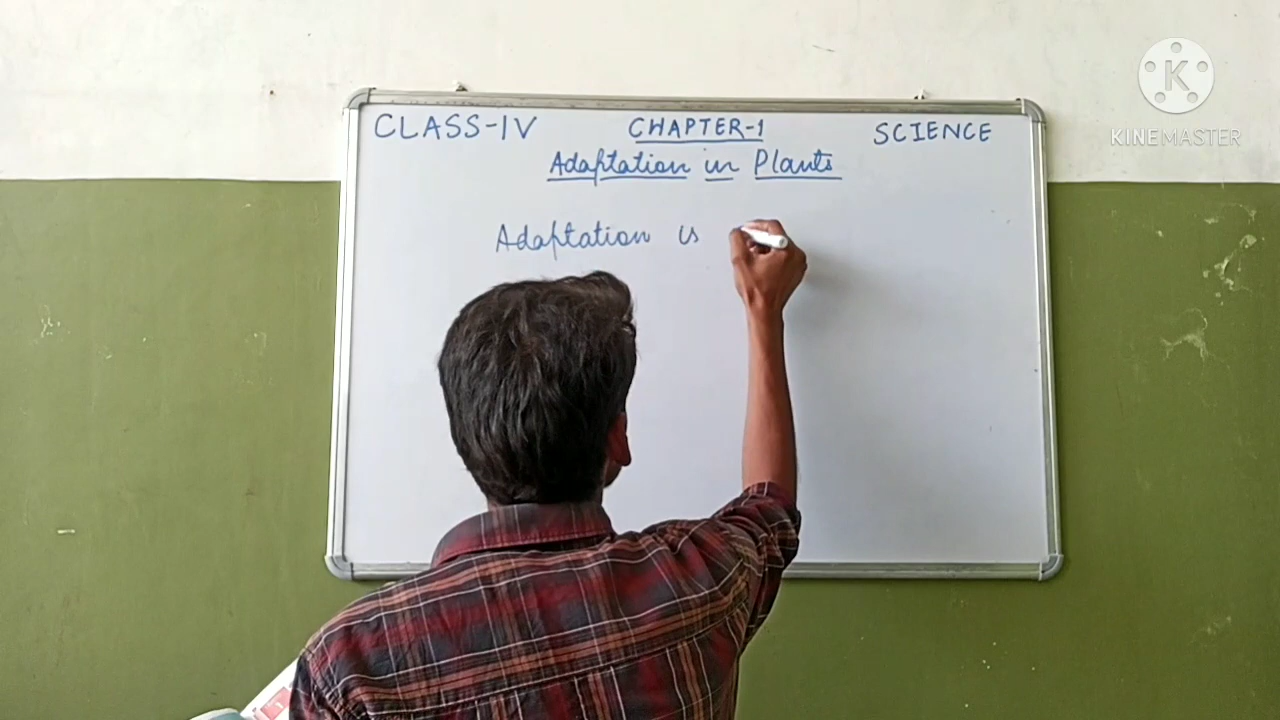 CLASS-IV CHAPTER-1 SCIENCE
Adaptation in Plants
Adaptation is
K
KINEMASTER